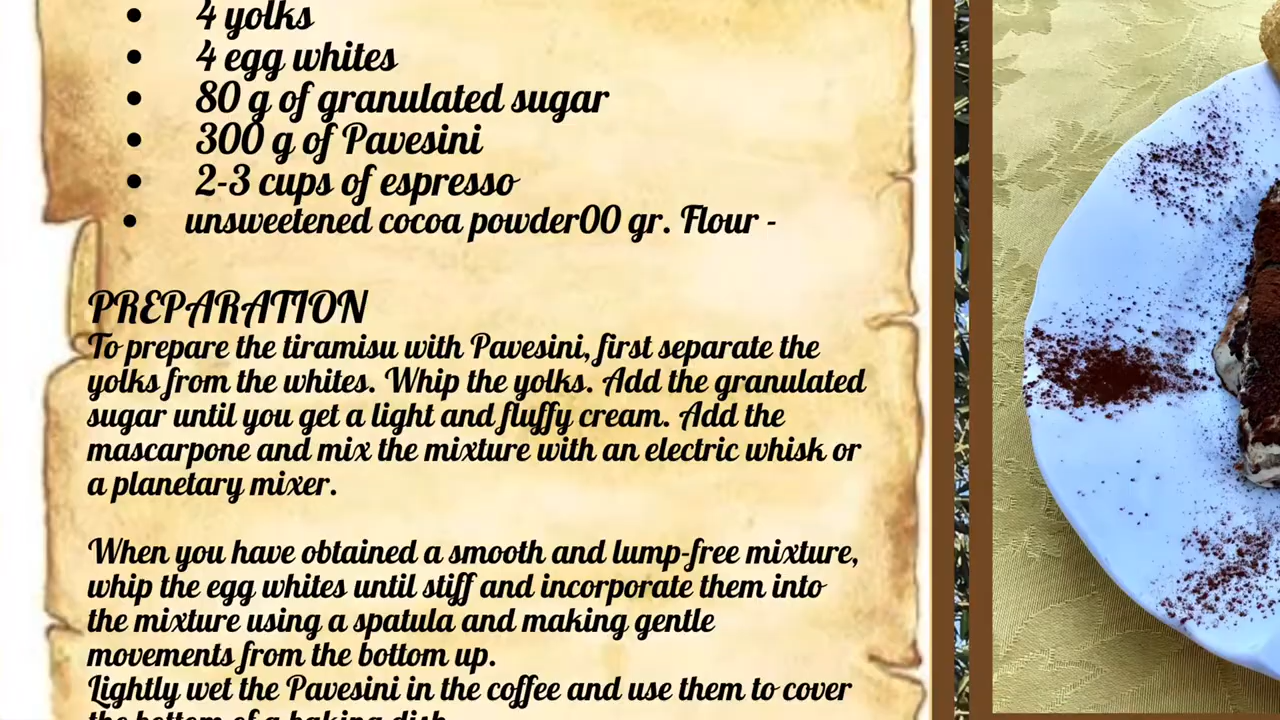 • 4 yolks
• 4 egg whites
• 80 g of granulated sugar
• 300 g of Pavesini
• 2-3 cups of espresso
• unsweetened cocoa powder00 gr. Flour -
PREPARATION
To prepare the tiramisu with Pavesini, first separate the
yolks from the whites. Whip the yolks. Add the granulated
sugar until you get a light and fluffy cream. Add the
mascarpone and mix the mixture with an electric whisk or
a planetary mixer.
When you have obtained a smooth and lump-free mixture,
whip the egg whites until stiff and incorporate them into
the mixture using a spatula and making gentle
movements from the bottom up.
Lightly wet the Pavesini in the coffee and use them to cover
the bottom of a baking dish